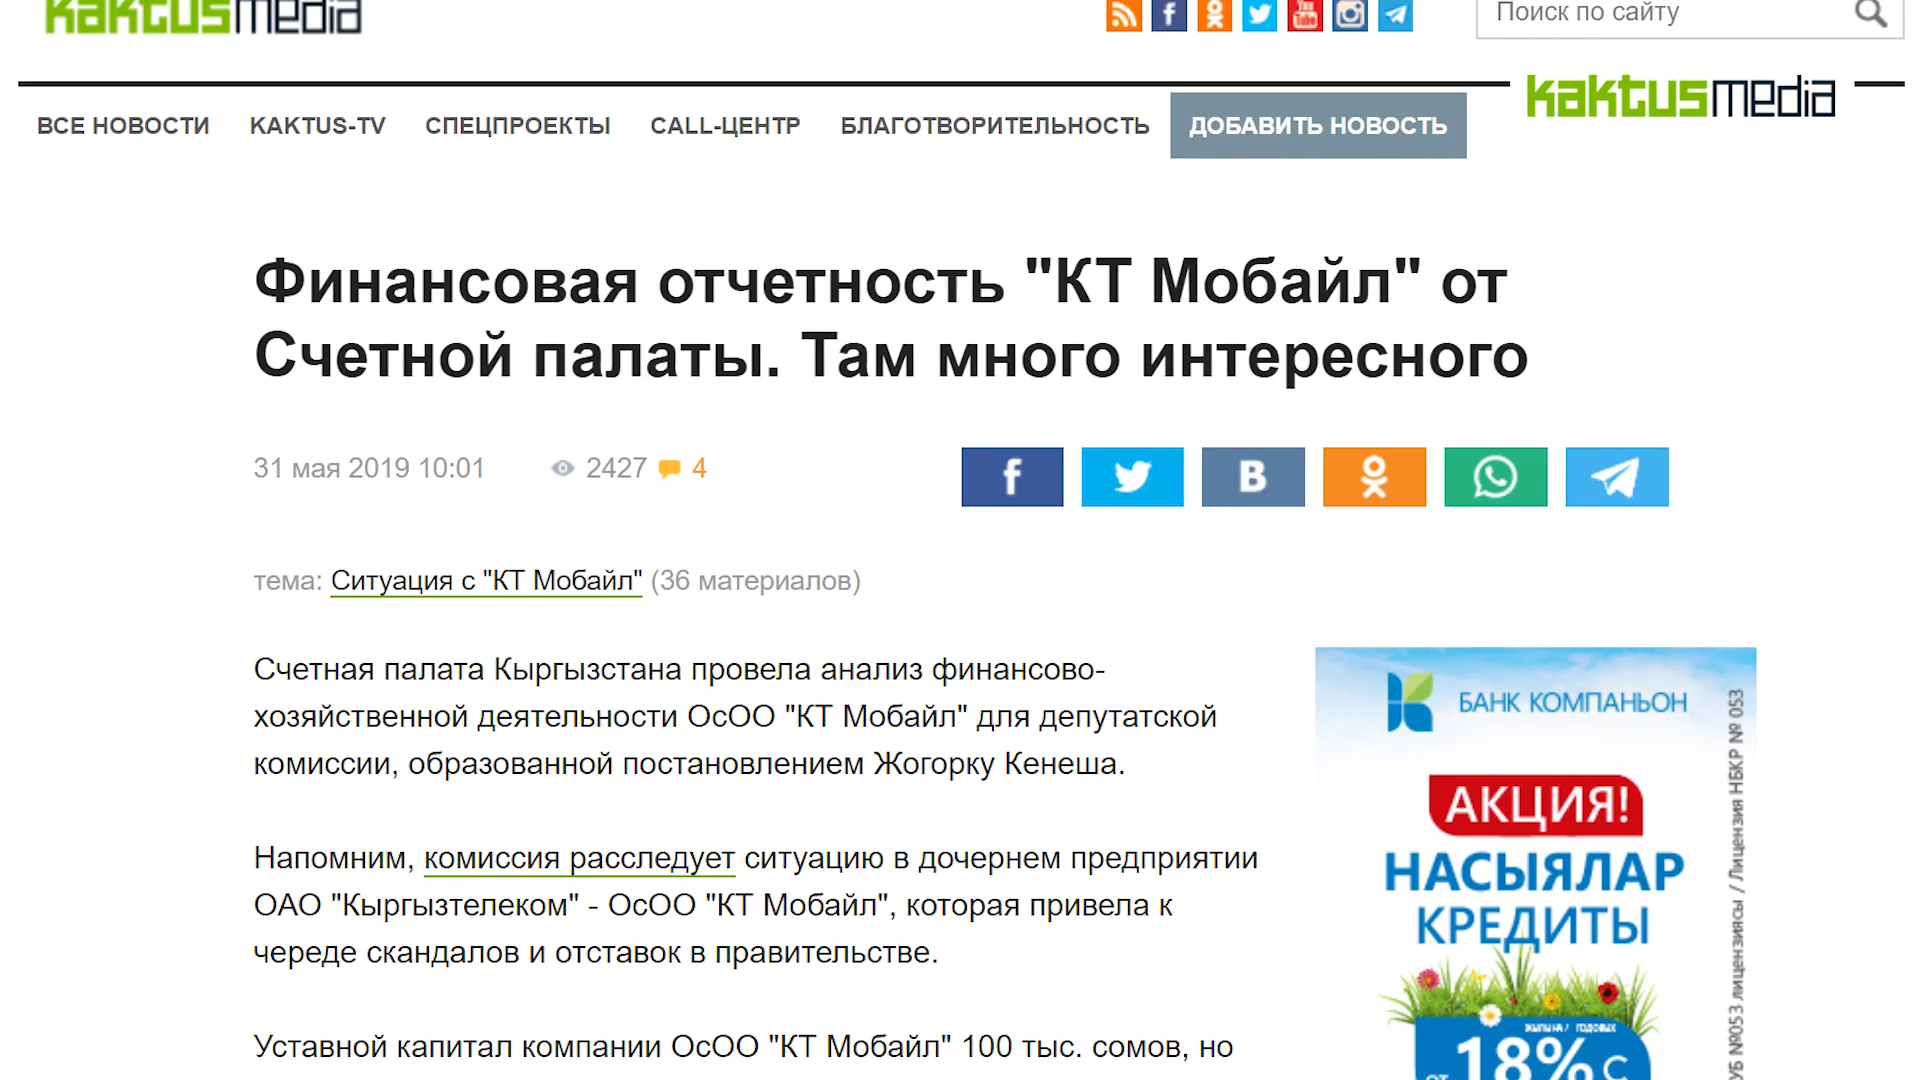 kaktusmedia
Поиск по сайту
kaktusmedia
ВСЕ НОВОСТИ KAKTUS-TV СПЕЦПРОЕКТЫ CALL-ЦЕНТР БЛАГОТВОРИТЕЛЬНОСТЬ ДОБАВИТЬ НОВОСТЬ
Финансовая отчетность "КТ Мобайл" от
Счетной палаты. Там много интересного
31 мая 2019 10:01 2427 4
тема: Ситуация с "КТ Мобайл" (36 материалов)
Счетная палата Кыргызстана провела анализ финансово-
хозяйственной деятельности ОсОО "КТ Мобайл" для депутатской
комиссии, образованной постановлением Жогорку Кенеша.
Напомним, комиссия расследует ситуацию в дочернем предприятии
ОАО "Кыргызтелеком" - ОсОО "КТ Мобайл", которая привела к
череде скандалов и отставок в правительстве.
Уставной капитал компании ОсОО "КТ Мобайл" 100 тыс. сомов, но
БАНК КОМПАНЬОН
АКЦИЯ!
НАСЫЯЛАР
КРЕДИТЫ
от 18% С
УБ №053 лицензиясы / Лицензия НБКР № 053